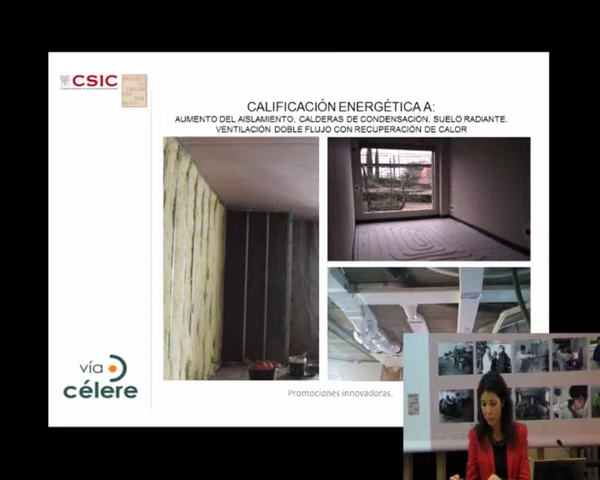 CSIC
CALIFICACIÓN ENERGÉTICA A:
AUMENTO DEL AISLAMIENTO, CALDERAS DE CONDENSACIÓN, SUELO RADIANTE.
VENTILACIÓN DOBLE FLUJO CON RECUPERACIÓN DE CALOR
vía
célere
Promociones innovadoras.